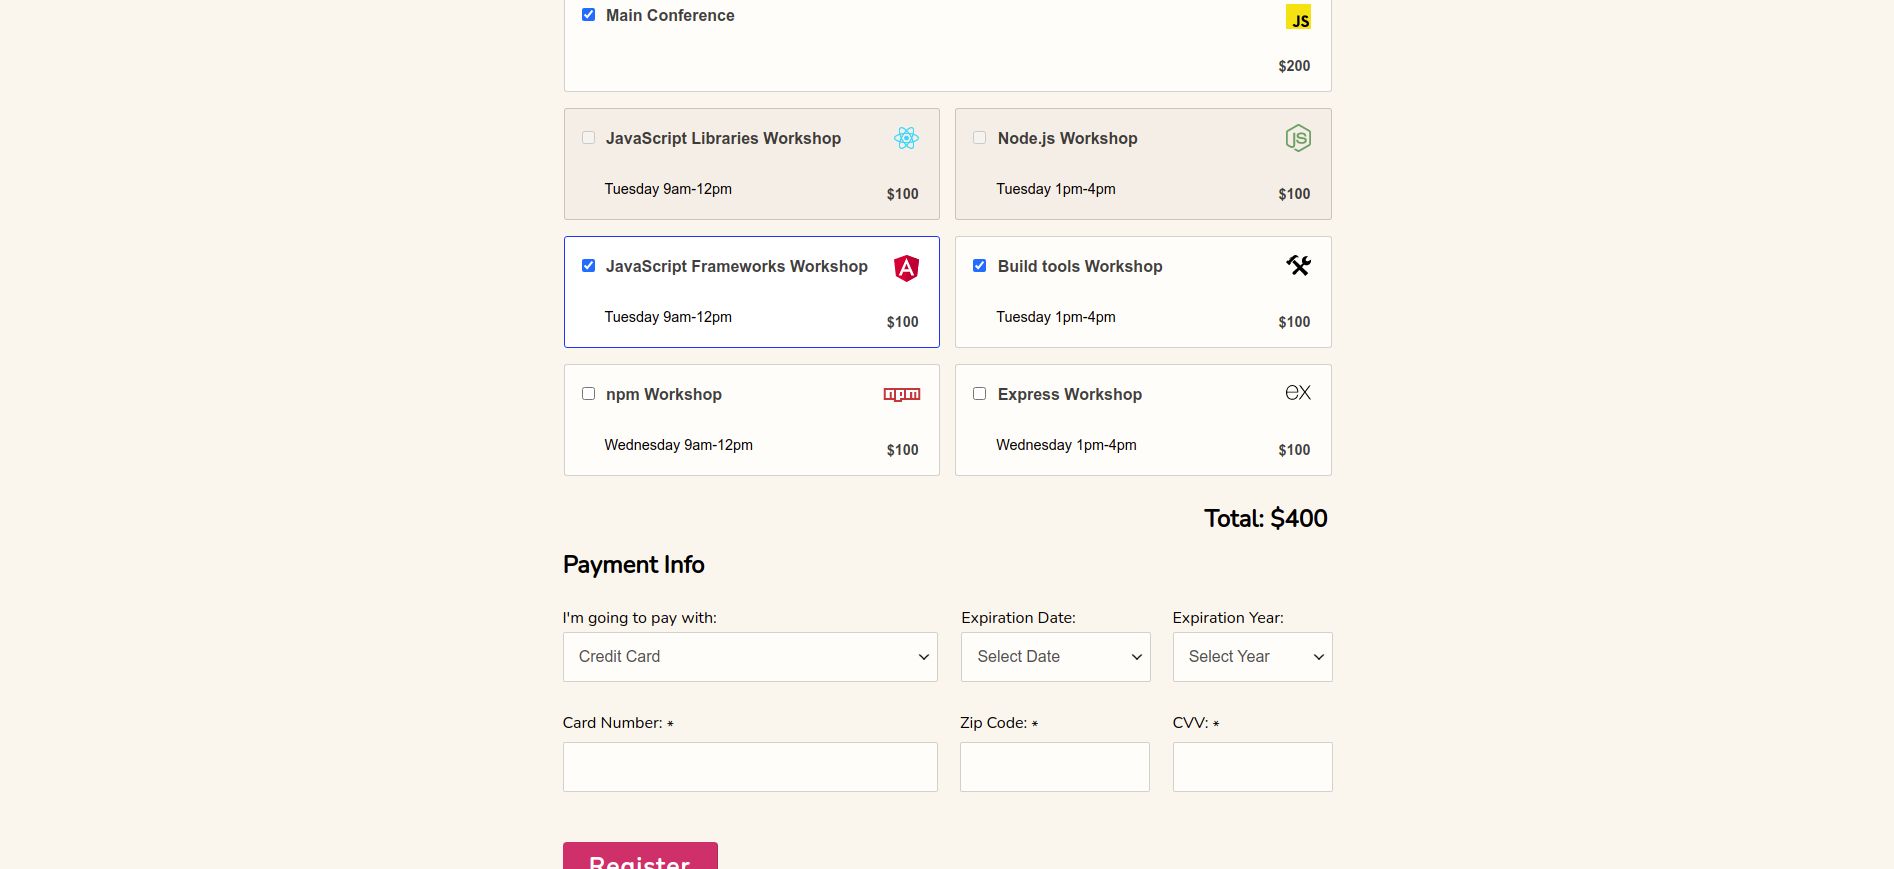 Main Conference
JS
$200
JavaScript Libraries Workshop
Tuesday 9am-12pm
$100
Node.js Workshop
JS
Tuesday 1pm-4pm
$100
JavaScript Frameworks Workshop
A
Tuesday 9am-12pm
$100
Build tools Workshop
Tuesday 1pm-4pm
$100
npm Workshop
npm
Wednesday 9am-12pm
$100
Express Workshop
ex
Wednesday 1pm-4pm
$100
Total: $400
Payment Info
I'm going to pay with:
Credit Card
Expiration Date:
Select Date
Expiration Year:
Select Year
Card Number: *
Zip Code: *
CVV: *
Register